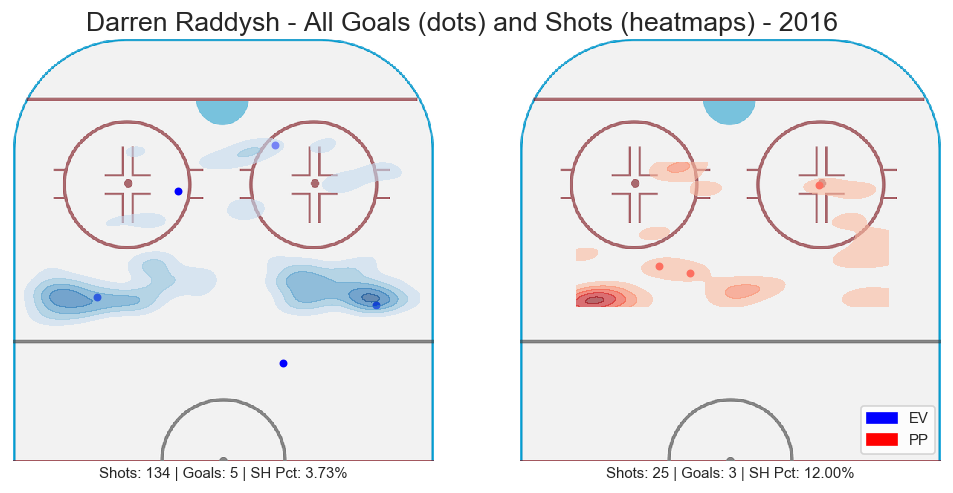 Darren Raddysh - All Goals (dots) and Shots (heatmaps) - 2016
EV
PP
Shots: 134 | Goals: 5 | SH Pct: 3.73%
Shots: 25 | Goals: 3 | SH Pct: 12.00%